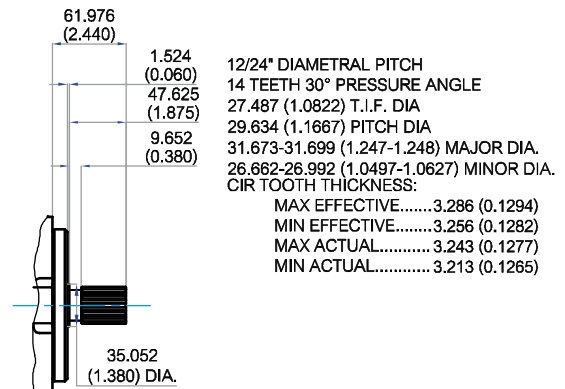 61.976
(2.440)
1.524
(0.060)
47.625
(1.875)
9.652
(0.380)
12/24" DIAMETRAL PITCH
14 TEETH 30° PRESSURE ANGLE
27.487 (1.0822) T.I.F. DIA
29.634 (1.1667) PITCH DIA
31.673-31.699 (1.247-1.248) MAJOR DIA.
26.662-26.992 (1.0497-1.0627) MINOR DIA.
CIR TOOTH THICKNESS:
MAX EFFECTIVE.......3.286 (0.1294)
MIN EFFECTIVE........3.256 (0.1282)
MAX ACTUAL............3.243 (0.1277)
MIN ACTUAL............ 3.213 (0.1265)
35.052
(1.380) DIA.